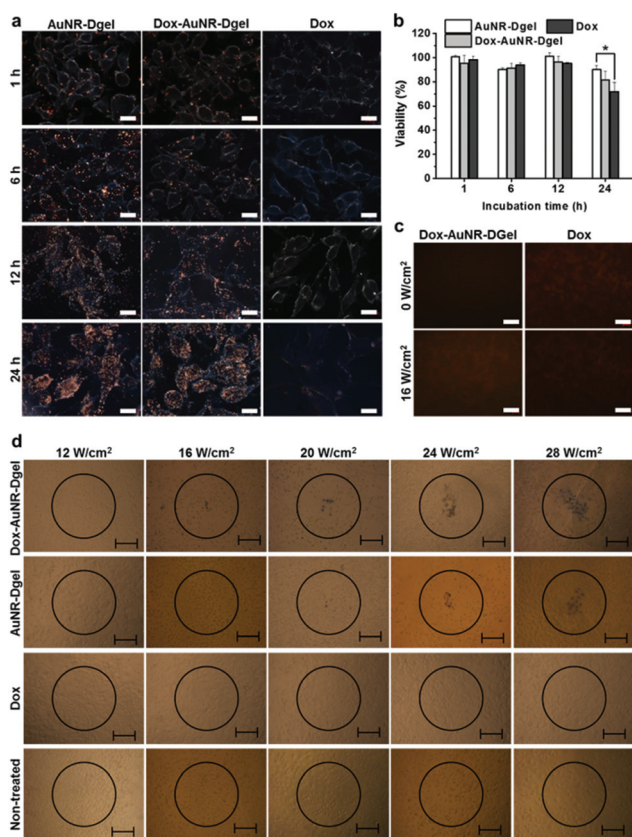 a
AuNR-Dgel Dox-AuNR-Dgel Dox
1 h
6 h
12 h
24 h
b
AuNR-Dgel Dox
Dox-AuNR-Dgel
*
Viability (%)
120
100
80
60
40
20
0
1 6 12 24
Incubation time (h)
c
Dox-AuNR-DGel Dox
0 W/cm²
16 W/cm²
d
12 W/cm² 16 W/cm² 20 W/cm² 24 W/cm² 28 W/cm²
Dox-AuNR-Dgel
AuNR-Dgel
Dox
Non-treated